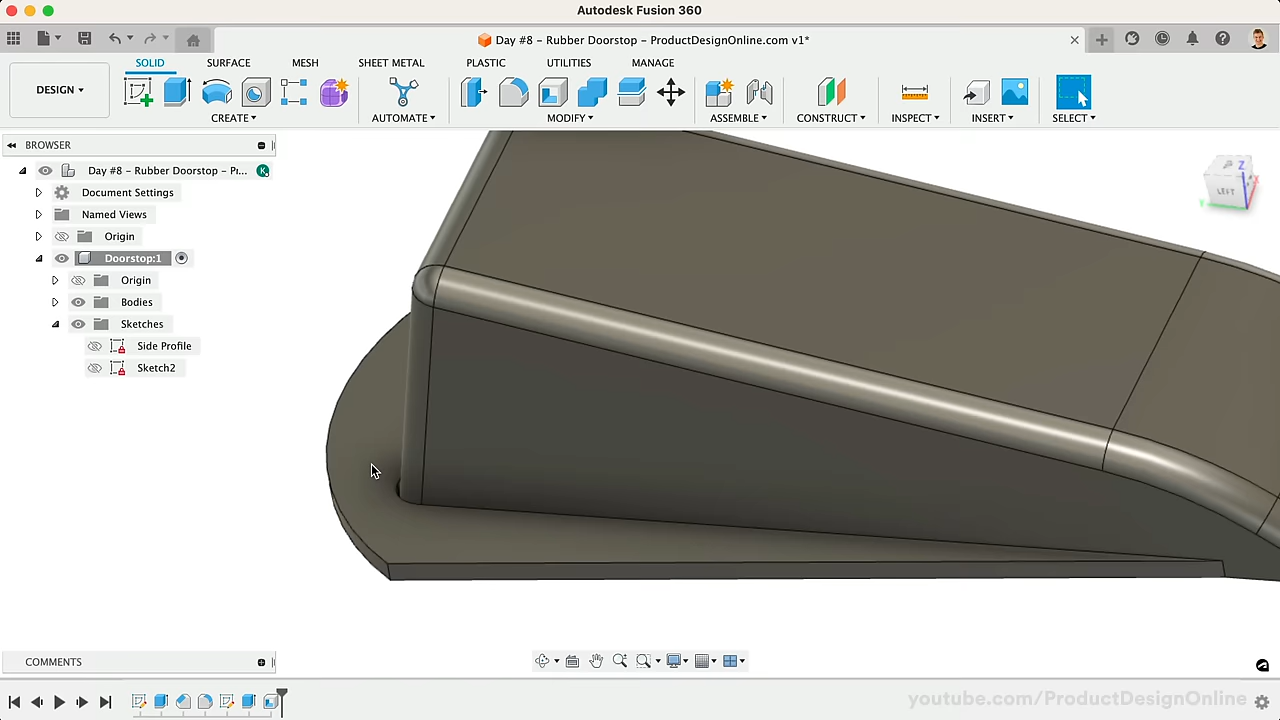 Autodesk Fusion 360
Day #8 – Rubber Doorstop – ProductDesignOnline.com v1*
DESIGN
SOLID SURFACE MESH SHEET METAL PLASTIC UTILITIES MANAGE
CREATE AUTOMATE MODIFY ASSEMBLE CONSTRUCT INSPECT INSERT SELECT
BROWSER
Day #8 – Rubber Doorstop – Pr...
K
Document Settings
Named Views
Origin
Doorstop:1
Origin
Bodies
Sketches
Side Profile
Sketch2
Z
LEFT
COMMENTS
youtube.com/ProductDesignOnline